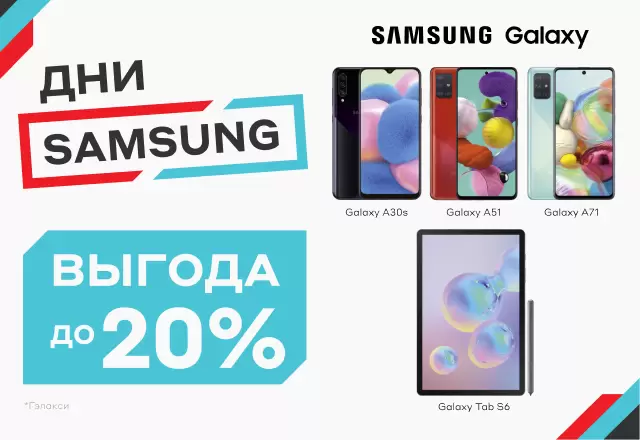 ДНИ
SAMSUNG
ВЫГОДА
ДО 20%
*Гэлакси
SAMSUNG Galaxy
Galaxy A30s
Galaxy A51
Galaxy A71
Galaxy Tab S6